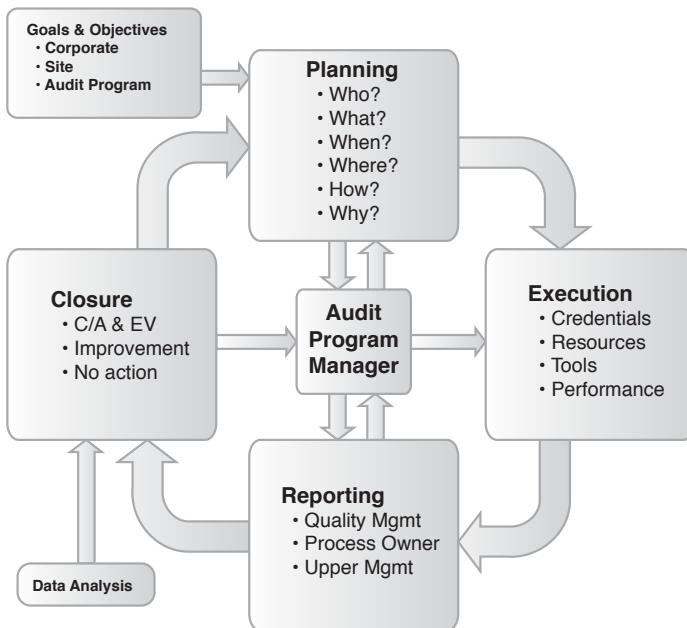 Goals & Objectives
• Corporate
• Site
• Audit Program
Planning
• Who?
• What?
• When?
• Where?
• How?
• Why?
Closure
• C/A & EV
• Improvement
• No action
Audit
Program
Manager
Execution
• Credentials
• Resources
• Tools
• Performance
Reporting
• Quality Mgmt
• Process Owner
• Upper Mgmt
Data Analysis